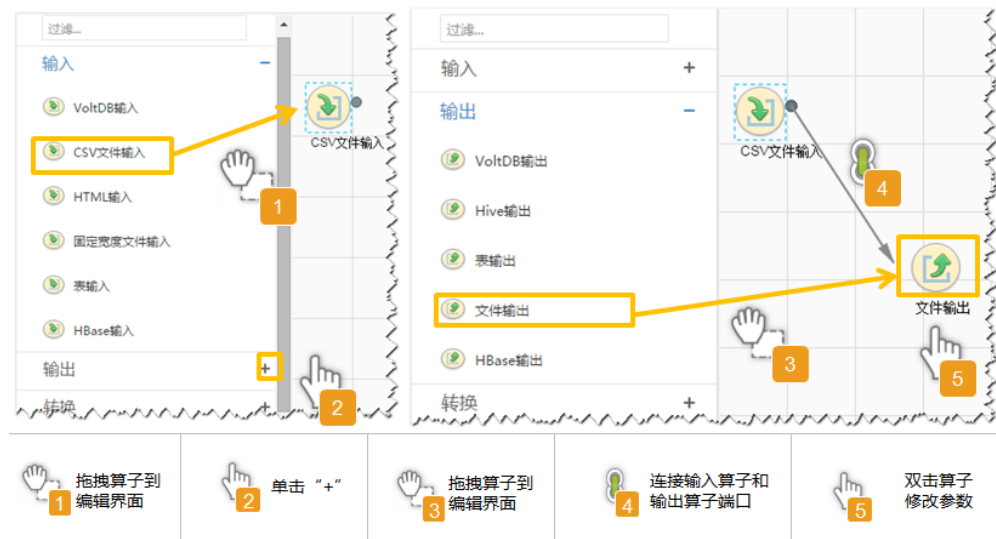 过滤...
输入
−
VoltDB输入
CSV文件输入
HTML输入
固定宽度文件输入
表输入
HBase输入
输出
+
转换
+
CSV文件输入
1
2
过滤...
输入
+
输出
−
VoltDB输出
Hive输出
表输出
文件输出
HBase输出
转换
+
CSV文件输入
4
文件输出
3
5
1
拖拽算子到
编辑界面
2
单击“+”
3
拖拽算子到
编辑界面
4
连接输入算子和
输出算子端口
5
双击算子
修改参数